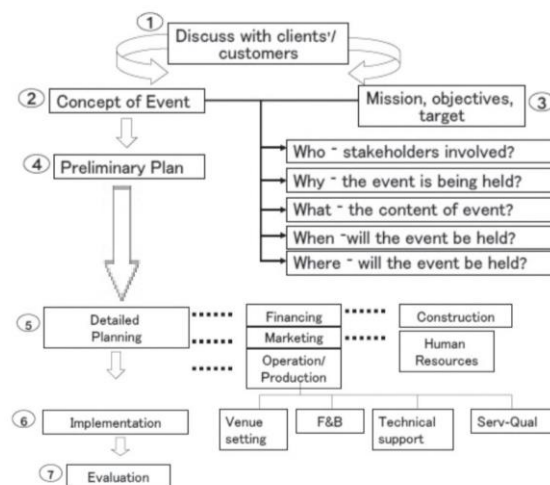 1
Discuss with clients'/
customers
2
Concept of Event
Mission, objectives,
target
3
Who - stakeholders involved?
4
Preliminary Plan
Why - the event is being held?
What - the content of event?
When -will the event be held?
Where - will the event be held?
5
Detailed
Planning
Financing
Construction
Marketing
Human
Resources
Operation/
Production
6
Implementation
Venue
setting
F&B
Technical
support
Serv-Qual
7
Evaluation